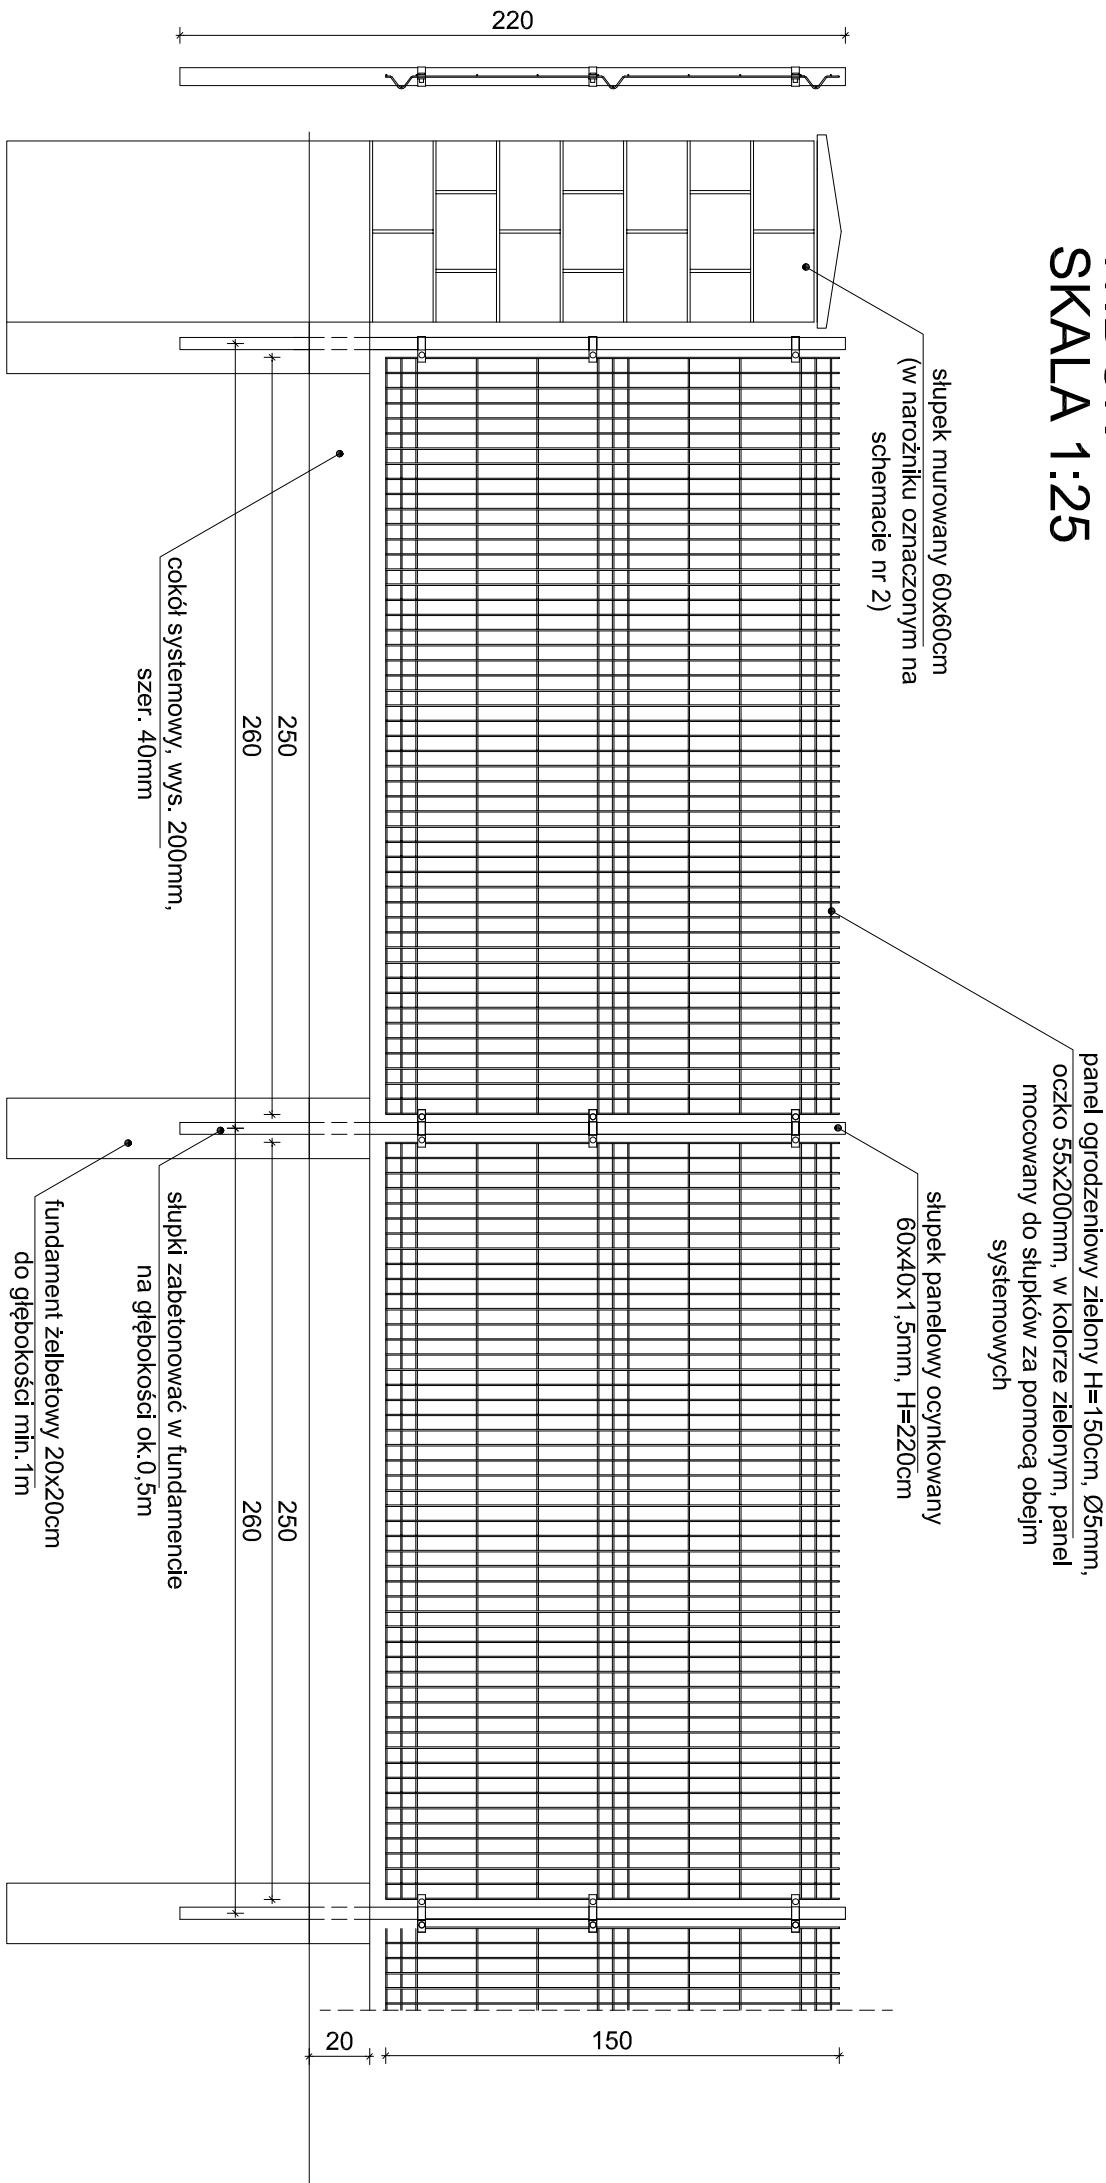 SKALA 1:25
panel ogrodzeniowy zielony H=150cm, Ø5mm,
oczko 55x200mm, w kolorze zielonym, panel
mocowany do słupków za pomocą obejm
systemowych
słupek murowany 60x60cm
(w narożniku oznaczonym na
schemacie nr 2)
słupek panelowy ocynkowany
60x40x1,5mm, H=220cm
220
150
20
250
260
250
260
cokół systemowy, wys. 200mm,
szer. 40mm
słupki zabetonować w fundamencie
na głębokości ok.0,5m
fundament żelbetowy 20x20cm
do głębokości min.1m